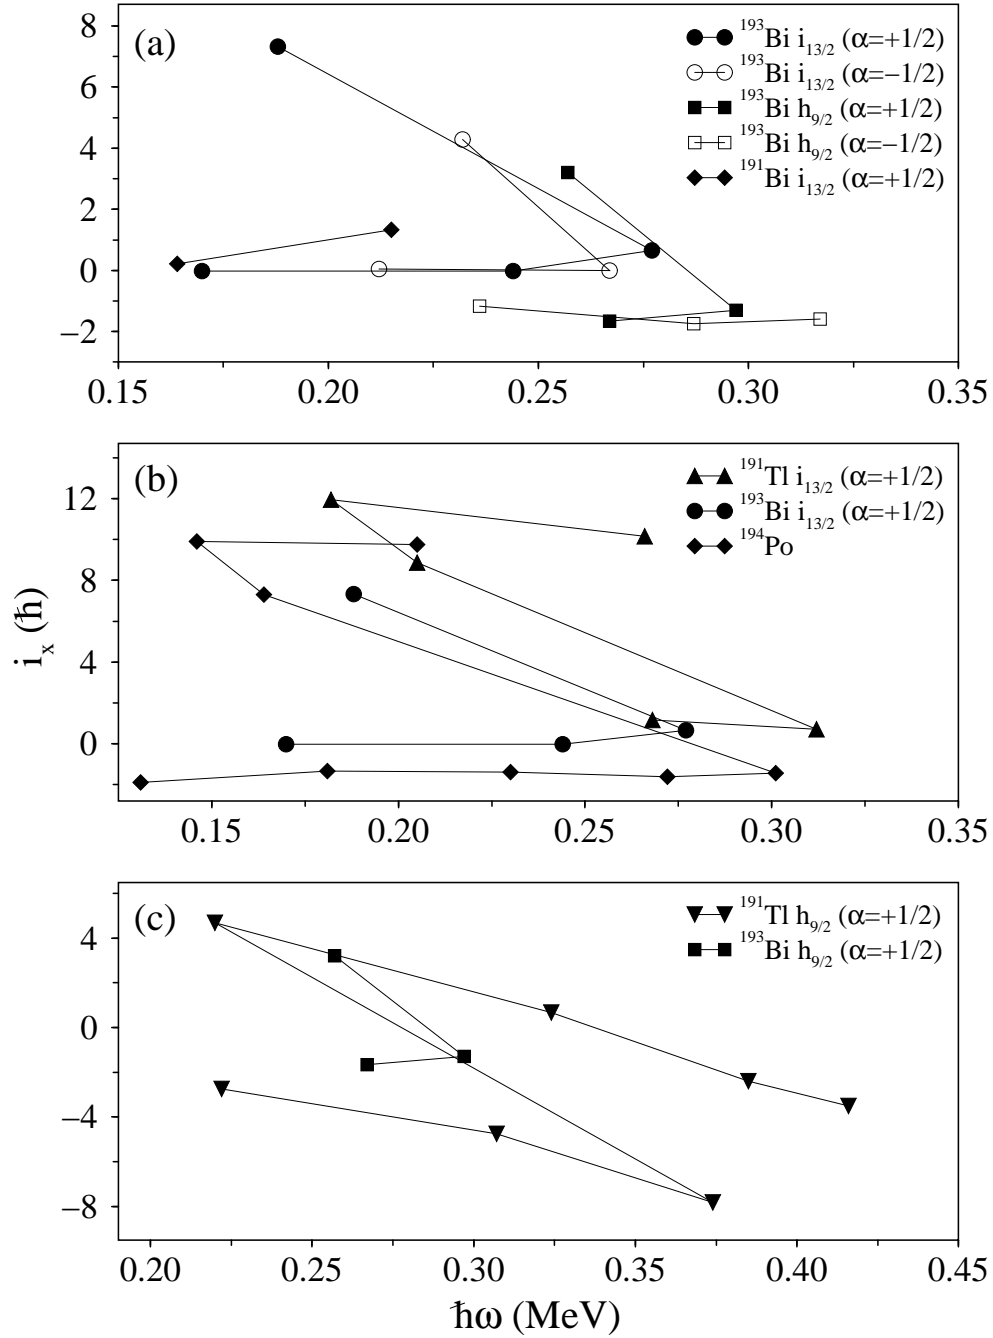 (a)
¹⁹³Bi i₁₃/₂ (α=+1/2)
¹⁹³Bi i₁₃/₂ (α=−1/2)
¹⁹³Bi h₉/₂ (α=+1/2)
¹⁹³Bi h₉/₂ (α=−1/2)
¹⁹¹Bi i₁₃/₂ (α=+1/2)
8
6
4
2
0
−2
0.15 0.20 0.25 0.30 0.35
(b)
¹⁹¹Tl i₁₃/₂ (α=+1/2)
¹⁹³Bi i₁₃/₂ (α=+1/2)
¹⁹⁴Po
12
8
4
0
iₓ (ħ)
0.15 0.20 0.25 0.30 0.35
(c)
¹⁹¹Tl h₉/₂ (α=+1/2)
¹⁹³Bi h₉/₂ (α=+1/2)
4
0
−4
−8
0.20 0.25 0.30 0.35 0.40 0.45
ħω (MeV)